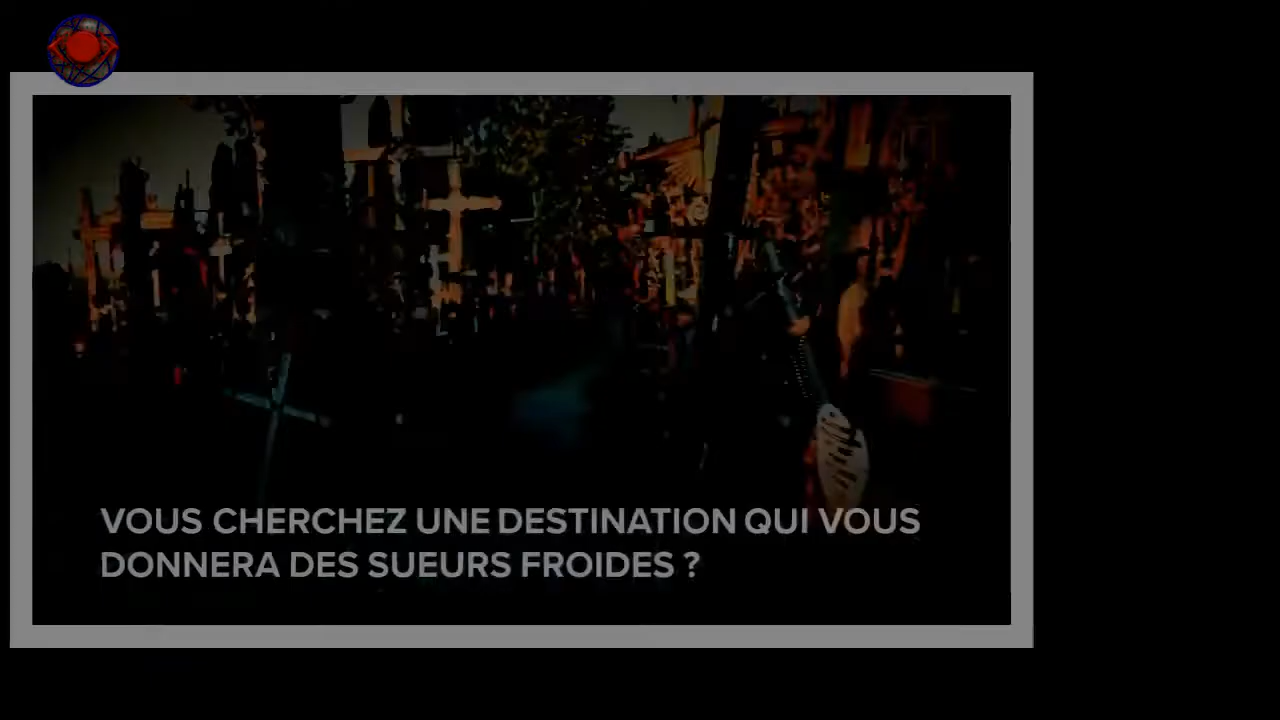 VOUS CHERCHEZ UNE DESTINATION QUI VOUS
DONNERA DES SUEURS FROIDES ?